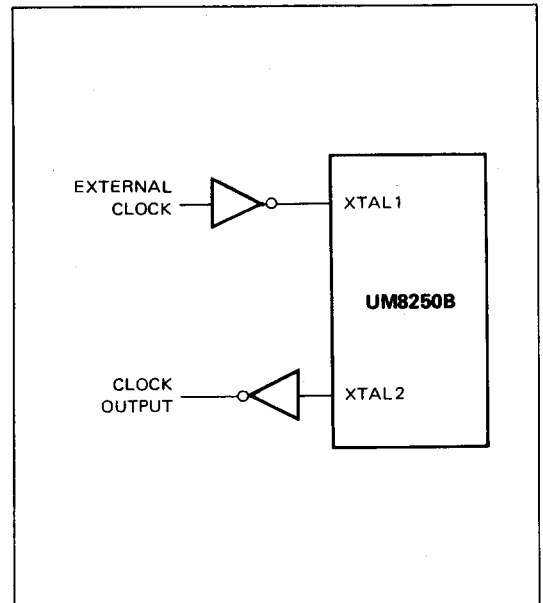 EXTERNAL
CLOCK
XTAL1
UM8250B
CLOCK
OUTPUT
XTAL2